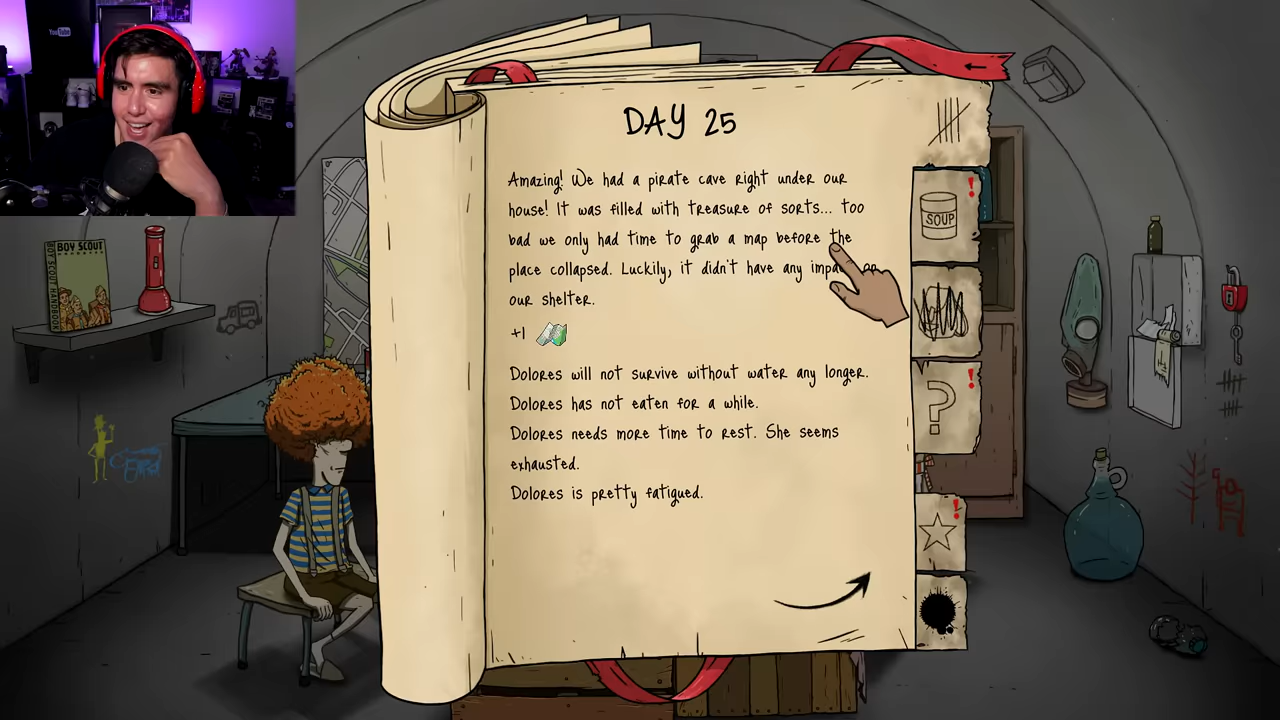 DAY 25
Amazing! We had a pirate cave right under our
house! It was filled with treasure of sorts... too
bad we only had time to grab a map before the
place collapsed. Luckily, it didn't have any
our shelter.
+1
Dolores will not survive without water any longer.
Dolores has not eaten for a while.
Dolores needs more time to rest. She seems
exhausted.
Dolores is pretty fatigued.
SOUP
!
?
!
!
BOY SCOUT
BOY SCOUT HANDBOOK
YouTube